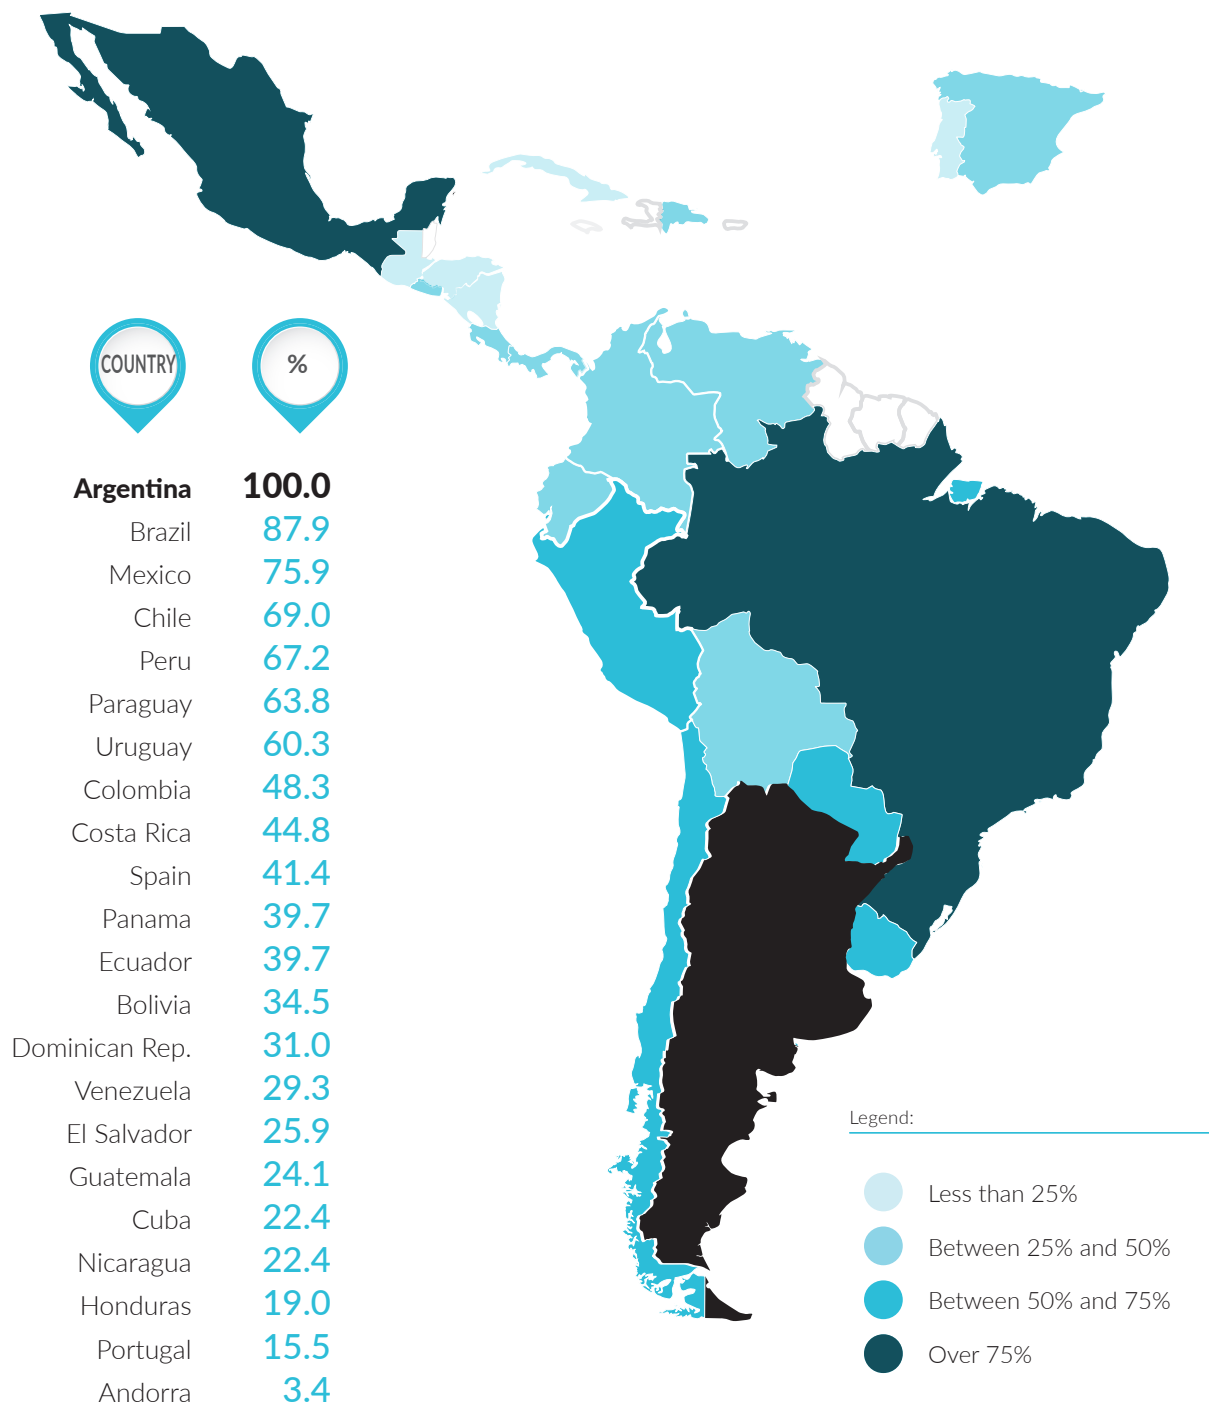 COUNTRY %
Argentina 100.0
Brazil 87.9
Mexico 75.9
Chile 69.0
Peru 67.2
Paraguay 63.8
Uruguay 60.3
Colombia 48.3
Costa Rica 44.8
Spain 41.4
Panama 39.7
Ecuador 39.7
Bolivia 34.5
Dominican Rep. 31.0
Venezuela 29.3
El Salvador 25.9
Guatemala 24.1
Cuba 22.4
Nicaragua 22.4
Honduras 19.0
Portugal 15.5
Andorra 3.4
Legend:
Less than 25%
Between 25% and 50%
Between 50% and 75%
Over 75%